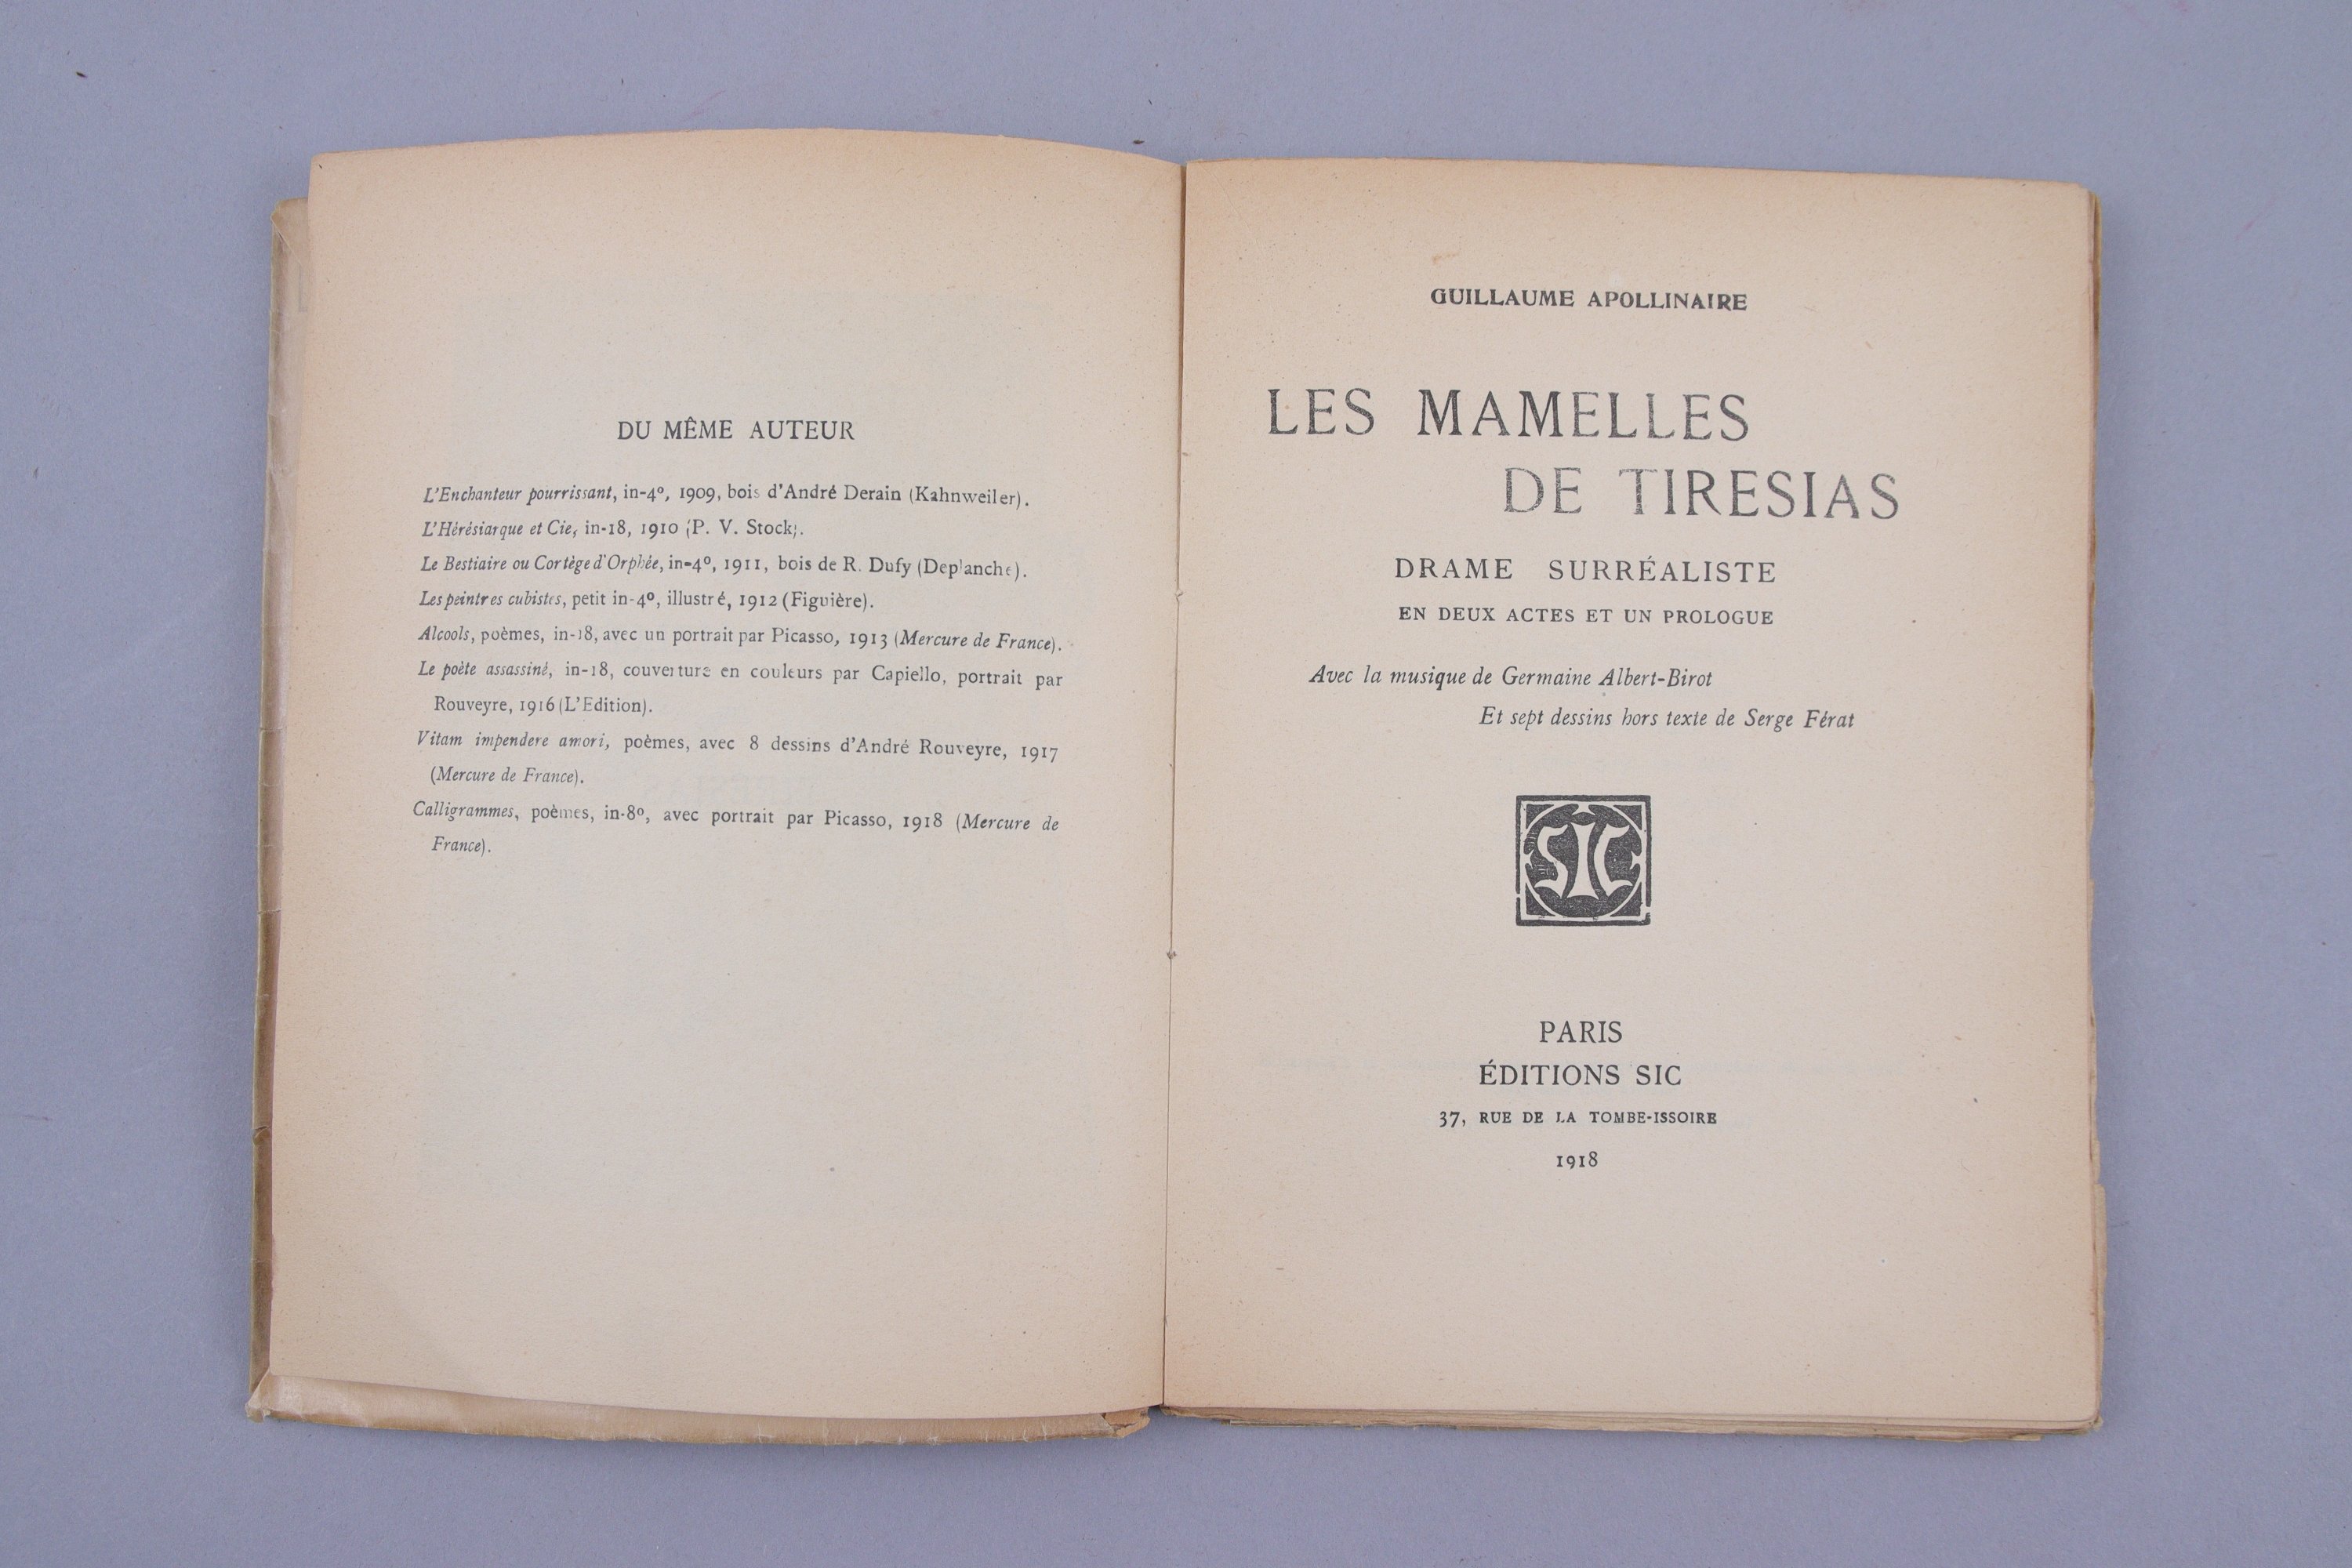 DU MÊME AUTEUR
L'Enchanteur pourrissant, in-4º, 1909, bois d'André Derain (Kahnweiler).
L'Hérésiarque et Cie, in-18, 1910 (P. V. Stock).
Le Bestiaire ou Cortège d'Orphée, in-4º, 1911, bois de R. Dufy (Deplanche).
Les peintres cubistes, petit in-4º, illustré, 1912 (Figuière).
Alcools, poèmes, in-18, avec un portrait par Picasso, 1913 (Mercure de France).
Le poète assassiné, in-18, couverture en couleurs par Capiello, portrait par
Rouveyre, 1916 (L'Edition).
Vitam impendere amori, poèmes, avec 8 dessins d'André Rouveyre, 1917
(Mercure de France).
Calligrammes, poèmes, in-8º, avec portrait par Picasso, 1918 (Mercure de
France).
GUILLAUME APOLLINAIRE
LES MAMELLES
DE TIRESIAS
DRAME SURRÉALISTE
EN DEUX ACTES ET UN PROLOGUE
Avec la musique de Germaine Albert-Birot
Et sept dessins hors texte de Serge Férat
SIC
PARIS
ÉDITIONS SIC
37, RUE DE LA TOMBE-ISSOIRE
1918